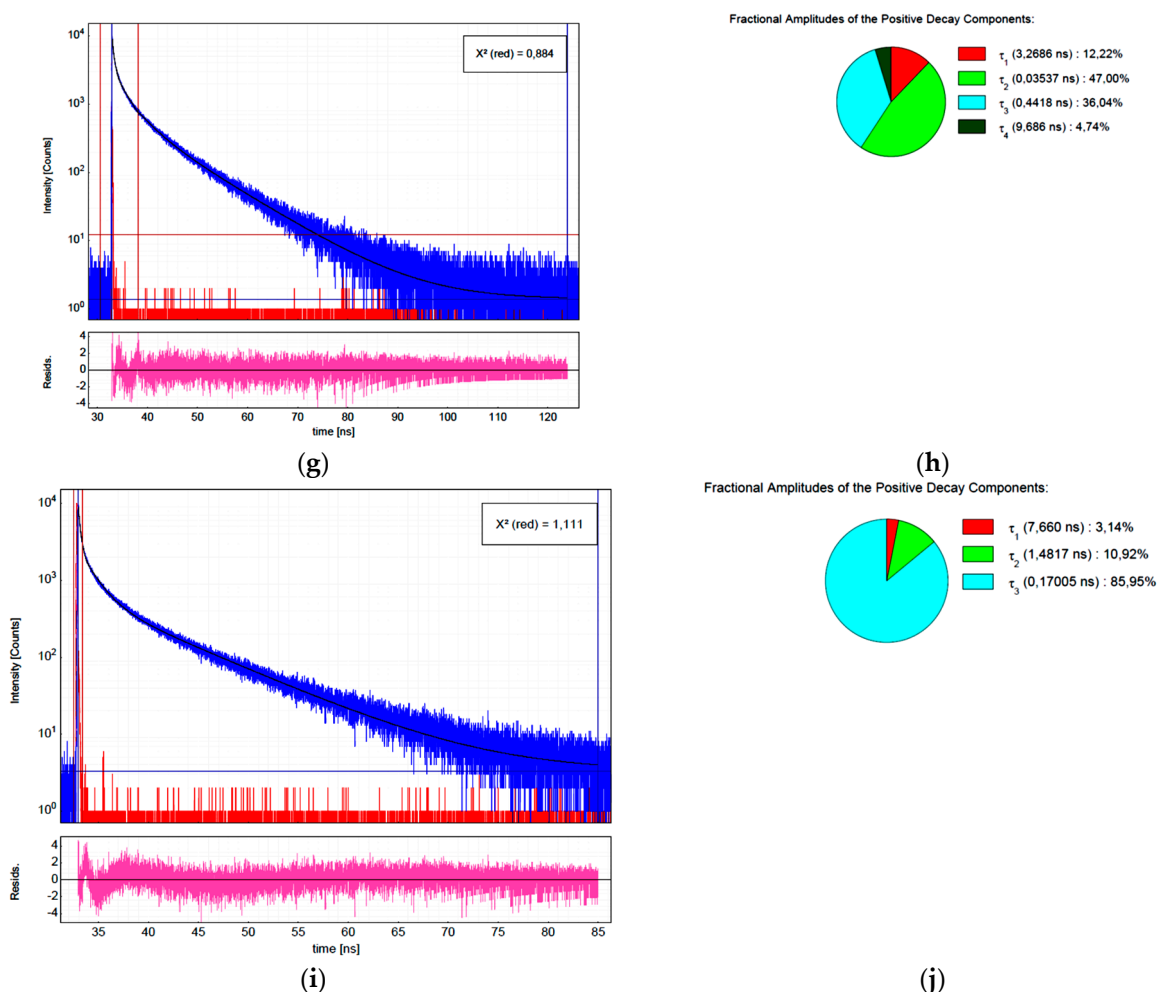 Fractional Amplitudes of the Positive Decay Components:
10⁴
X² (red) = 0,884
τ₁ (3,2686 ns) : 12,22%
τ₂ (0,03537 ns) : 47,00%
10³
τ₃ (0,4418 ns) : 36,04%
τ₄ (9,686 ns) : 4,74%
Intensity [Counts]
10²
10¹
10⁰
Resids.
4
2
0
-2
-4
30 40 50 60 70 80 90 100 110 120
time [ns]
(g) (h)
Fractional Amplitudes of the Positive Decay Components:
10⁴
X² (red) = 1,111
τ₁ (7,660 ns) : 3,14%
τ₂ (1,4817 ns) : 10,92%
τ₃ (0,17005 ns) : 85,95%
10³
Intensity [Counts]
10²
10¹
10⁰
Resids.
4
2
0
-2
-4
35 40 45 50 55 60 65 70 75 80 85
time [ns]
(i) (j)